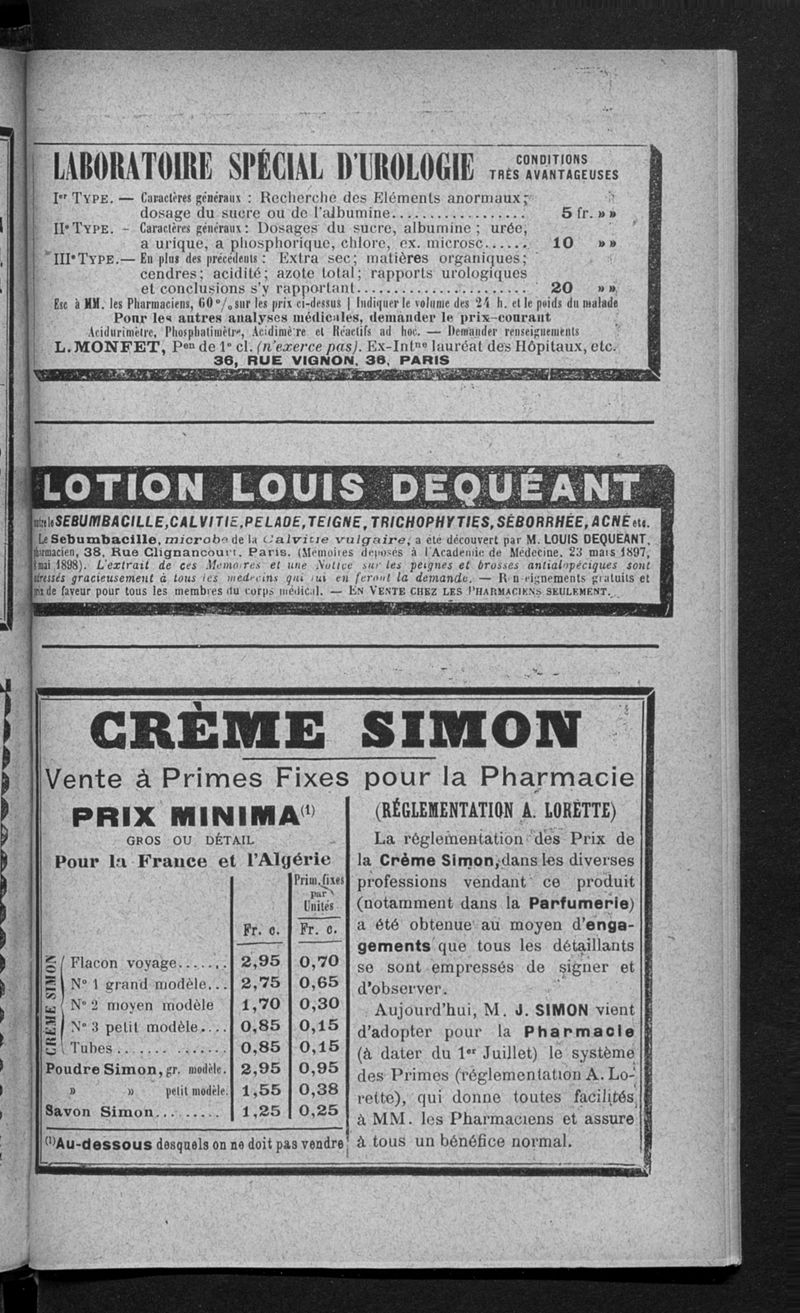 LABORATOIRE SPÉCIAL D'UROLOGIE CONDITIONS TRÈS AVANTAGEUSES
Ier TYPE. — Caractères généraux : Recherche des Eléments anormaux;
dosage du sucre ou de l'albumine.................. 5 fr. »»
IIe TYPE. - Caractères généraux : Dosages du sucre, albumine ; urée,
a urique, a phosphorique, chlore, ex. microsc...... 10 »»
IIIe TYPE.— En plus des précédents : Extra sec; matières organiques;
cendres; acidité; azote total; rapports urologiques
et conclusions s'y rapportant....................... 20 »»
Esc à MM. les Pharmaciens, 60 °/o sur les prix ci-dessus | Indiquer le volume des 24 h. et le poids du malade
Pour les autres analyses médicales, demander le prix-courant
Acidurimètre, Phosphatimètre, Acidimètre et Réactifs ad hoc. — Demander renseignements
L. MONFET, Pen de 1e cl. (n'exerce pas). Ex-Intne lauréat des Hôpitaux, etc.
36, RUE VIGNON, 36, PARIS
LOTION LOUIS DEQUÉANT
le SEBUMBACILLE, CALVITIE, PELADE, TEIGNE, TRICHOPHYTIES, SÉBORRHÉE, ACNÉ etc.
Le Sebumbacille, microbe de la Calvitie vulgaire, a été découvert par M. LOUIS DEQUÉANT,
38, Rue Clignancourt, Paris. (Mémoires déposés à l'Académie de Médecine, 23 mars 1897,
mai 1898). L'extrait de ces Mémoires et une Notice sur les peignes et brosses antialopéciques sont
gracieusement à tous les médecins qui lui en feront la demande. — Renseignements gratuits et
de faveur pour tous les membres du corps médical. — EN VENTE CHEZ LES PHARMACIENS SEULEMENT.
CRÈME SIMON
Vente à Primes Fixes pour la Pharmacie
PRIX MINIMA(1)
GROS OU DÉTAIL
Pour la France et l'Algérie
Prim. fixes
par
Unités
Fr. c. Fr. c.
CRÈME SIMON
Flacon voyage....... 2,95 0,70
N° 1 grand modèle... 2,75 0,65
N° 2 moyen modèle 1,70 0,30
N° 3 petit modèle.... 0,85 0,15
Tubes.............. 0,85 0,15
Poudre Simon, gr. modèle. 2,95 0,95
» » petit modèle. 1,55 0,38
Savon Simon......... 1,25 0,25
(1) Au-dessous desquels on ne doit pas vendre
(RÉGLEMENTATION A. LORETTE)
La réglementation des Prix de
la Crème Simon, dans les diverses
professions vendant ce produit
(notamment dans la Parfumerie)
a été obtenue au moyen d'enga-
gements que tous les détaillants
se sont empressés de signer et
d'observer.
Aujourd'hui, M. J. SIMON vient
d'adopter pour la Pharmacie
(à dater du 1er Juillet) le système
des Primes (réglementation A. Lo-
rette), qui donne toutes facilités
à MM. les Pharmaciens et assure
à tous un bénéfice normal.